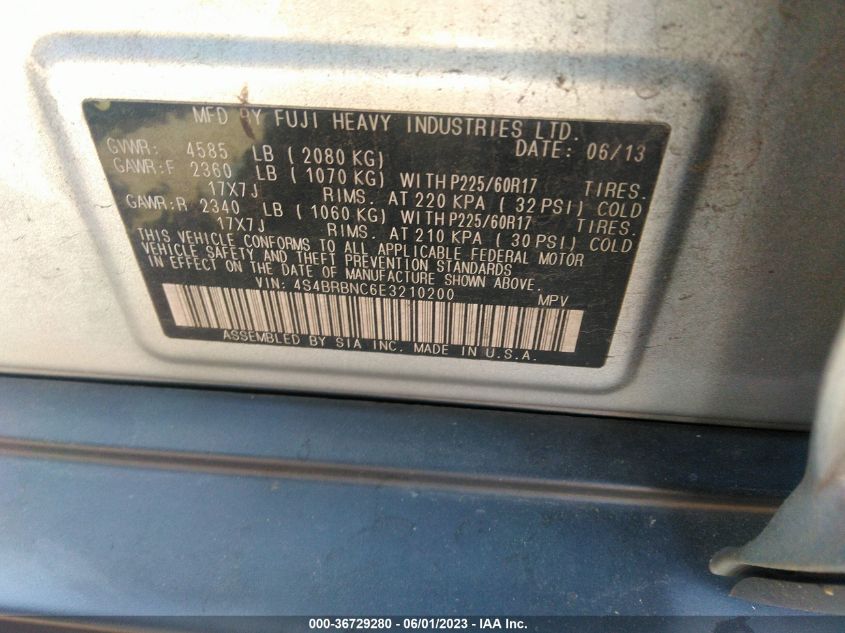 MFD BY FUJI HEAVY INDUSTRIES LTD.
GVWR: 4585 LB ( 2080 KG) DATE: 06/13
GAWR:F 2360 LB ( 1070 KG) WITH P225/60R17 TIRES.
17X7J RIMS. AT 220 KPA ( 32 PSI) COLD
GAWR:R 2340 LB ( 1060 KG) WITH P225/60R17 TIRES.
17X7J RIMS. AT 210 KPA ( 30 PSI) COLD
THIS VEHICLE CONFORMS TO ALL APPLICABLE FEDERAL MOTOR
VEHICLE SAFETY AND THEFT PREVENTION STANDARDS
IN EFFECT ON THE DATE OF MANUFACTURE SHOWN ABOVE.
VIN: 4S4BRBNC6E3210200 MPV
ASSEMBLED BY SIA INC. MADE IN U.S.A.
000-36729280 - 06/01/2023 - IAA Inc.